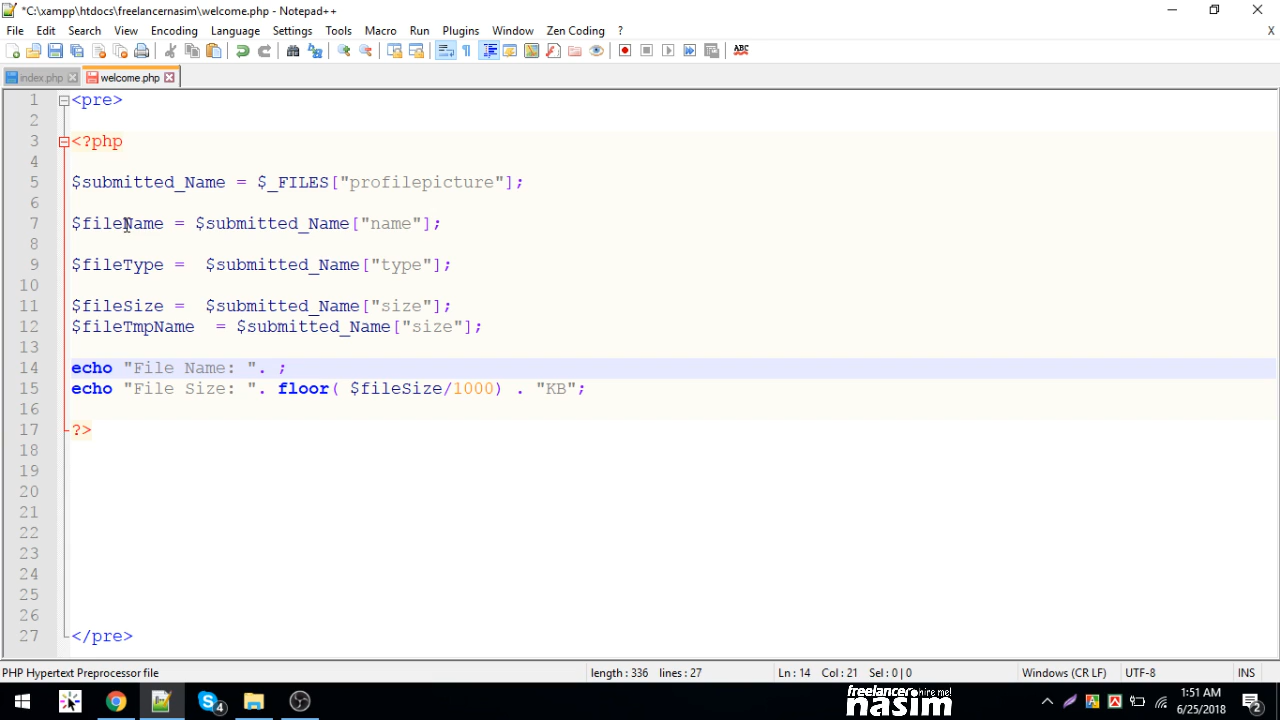 *C:\xampp\htdocs\freelancernasim\welcome.php - Notepad++
File Edit Search View Encoding Language Settings Tools Macro Run Plugins Window Zen Coding ? X
ABC
index.php welcome.php
1 <pre>
2
3 <?php
4
5 $submitted_Name = $_FILES["profilepicture"];
6
7 $fileName = $submitted_Name["name"];
8
9 $fileType =  $submitted_Name["type"];
10
11 $fileSize =  $submitted_Name["size"];
12 $fileTmpName  = $submitted_Name["size"];
13
14 echo "File Name: ". ;
15 echo "File Size: ". floor( $fileSize/1000) . "KB";
16
17 ?>
18
19
20
21
22
23
24
25
26
27 </pre>
PHP Hypertext Preprocessor file length : 336 lines : 27 Ln : 14 Col : 21 Sel : 0 | 0 Windows (CR LF) UTF-8 INS
4 freelancer hire me! 1:51 AM
nasim 6/25/2018 2